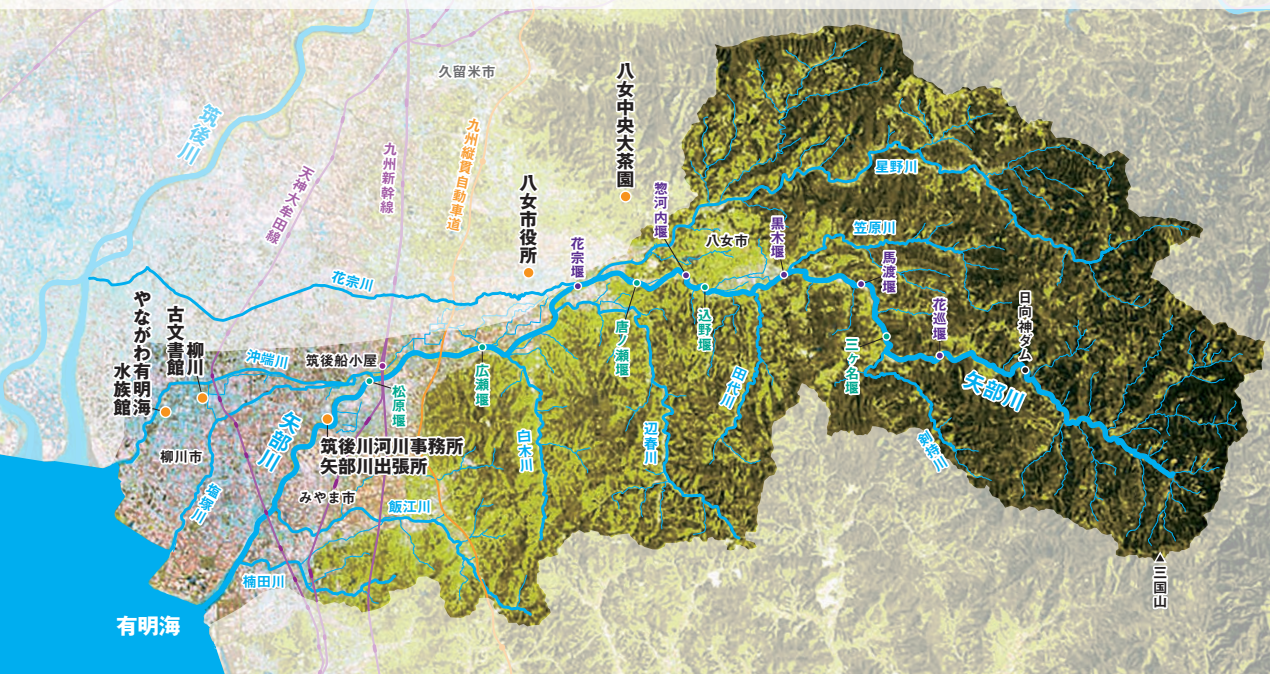 久留米市
筑後川
八女中央大茶園
九州縦貫自動車道
九州新幹線
天神大牟田線
八女市役所
惣河内堰
星野川
花宗堰
八女市
黒木堰
笠原川
馬渡堰
花宗川
やながわ有明海
水族館
柳川
古文書館
日向神ダム
花巡堰
込野堰
唐ノ瀬堰
三ヶ名堰
沖端川
筑後船小屋
広瀬堰
松原堰
田代川
矢部川
矢部川
筑後川河川事務所
矢部川出張所
白木川
辺春川
剣持川
柳川市
塩塚川
みやま市
飯江川
楠田川
三国山
有明海